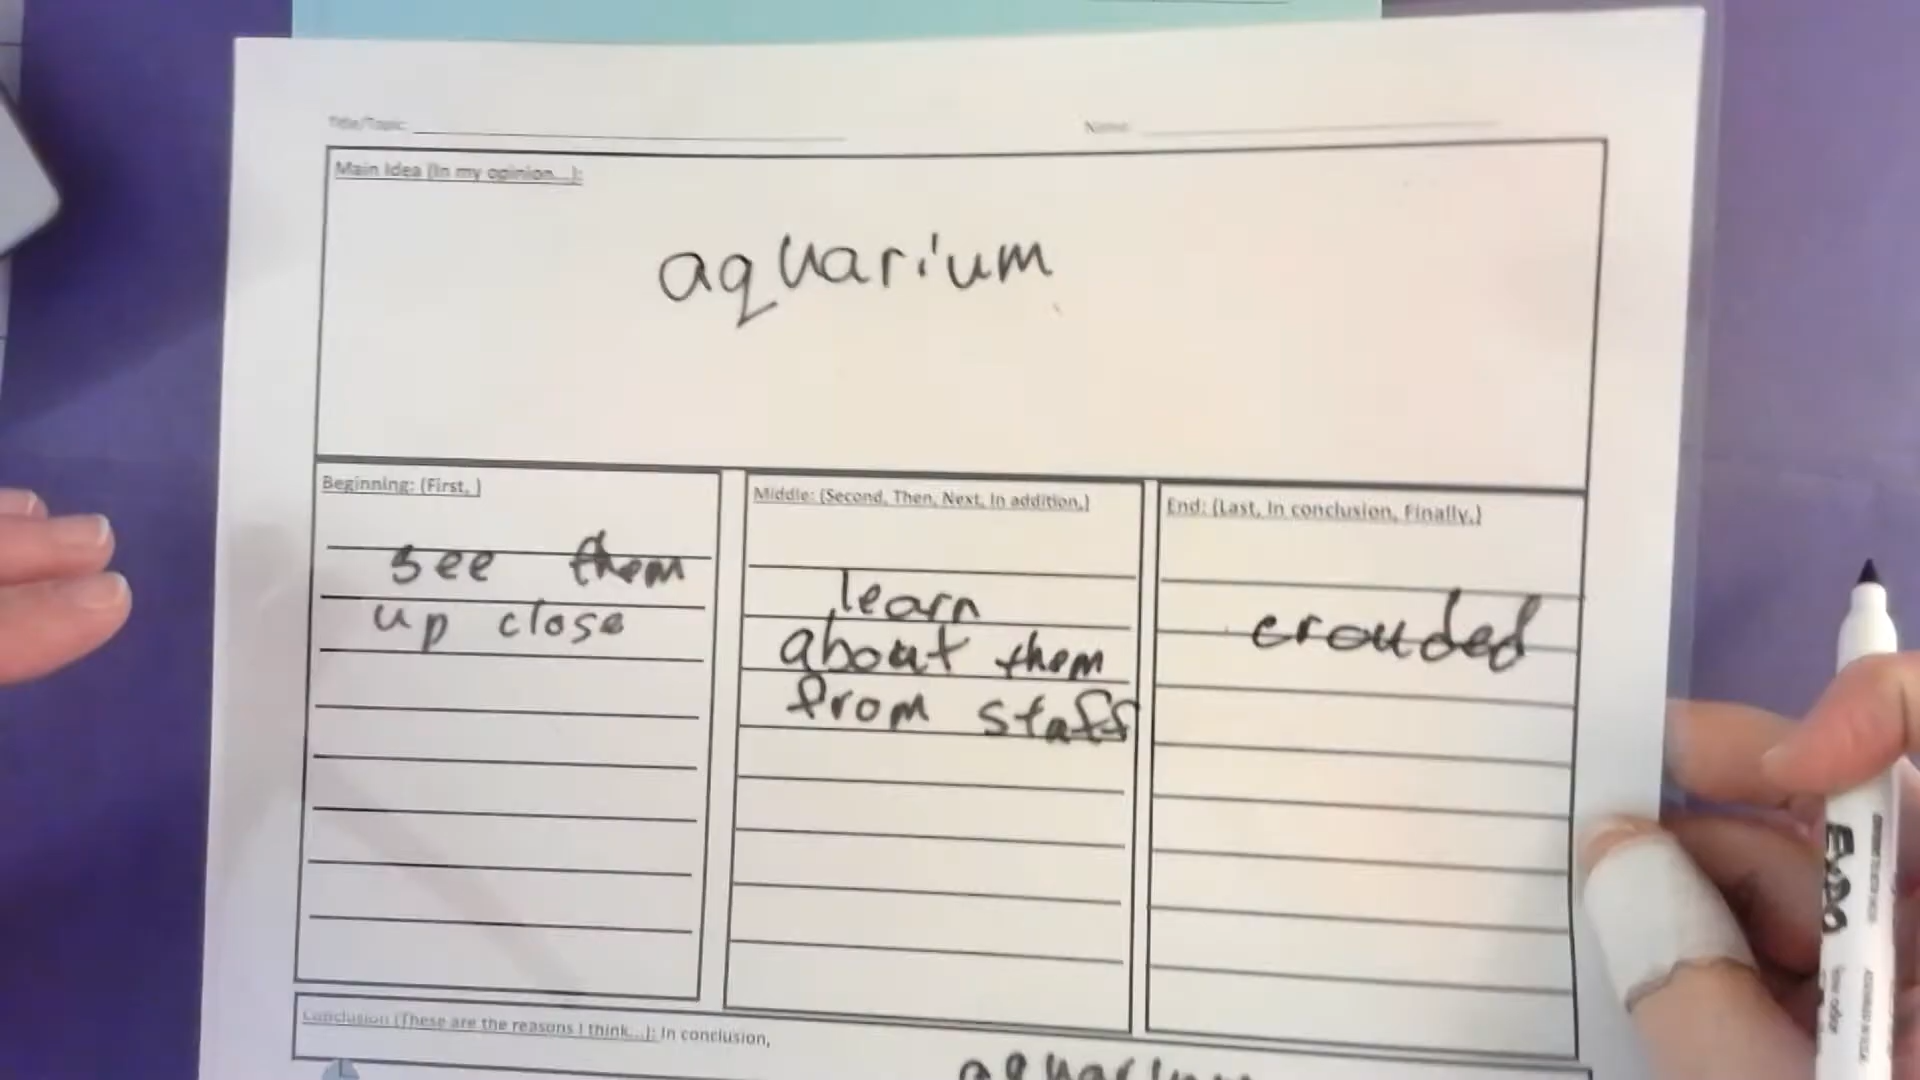 Title/Topic:
Name:
Main Idea (In my opinion...):
aquarium
Beginning: (First, )
see them
up close
Middle: (Second, Then, Next, In addition,)
learn
about them
from staff
End: (Last, In conclusion, Finally,)
crouded
Conclusion (These are the reasons I think...): In conclusion,
aquarium
EXPO